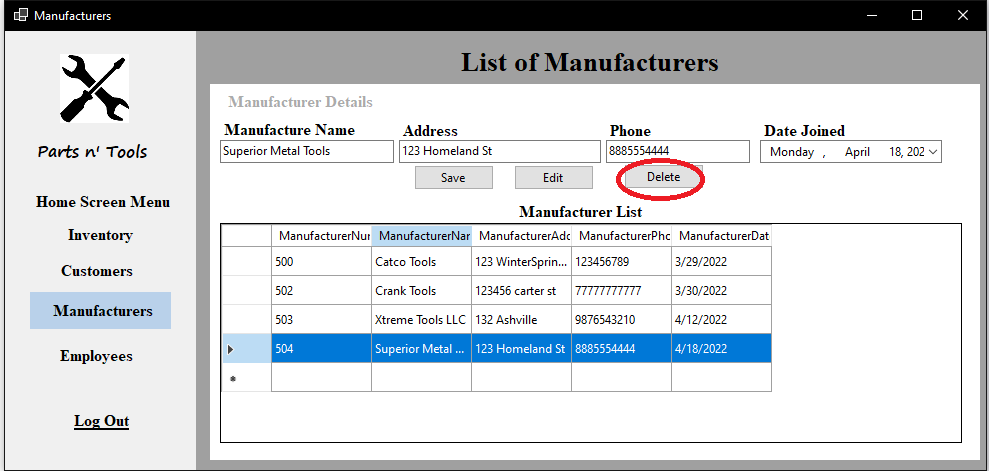 Manufacturers
List of Manufacturers
Parts n' Tools
Home Screen Menu
Inventory
Customers
Manufacturers
Employees
Log Out
Manufacturer Details
Manufacture Name Address Phone Date Joined
Superior Metal Tools 123 Homeland St 8885554444 Monday , April 18, 202
Save Edit Delete
Manufacturer List
ManufacturerNur ManufacturerNar ManufacturerAdd ManufacturerPho ManufacturerDat
500 Catco Tools 123 WinterSprin... 123456789 3/29/2022
502 Crank Tools 123456 carter st 77777777777 3/30/2022
503 Xtreme Tools LLC 132 Ashville 9876543210 4/12/2022
504 Superior Metal ... 123 Homeland St 8885554444 4/18/2022